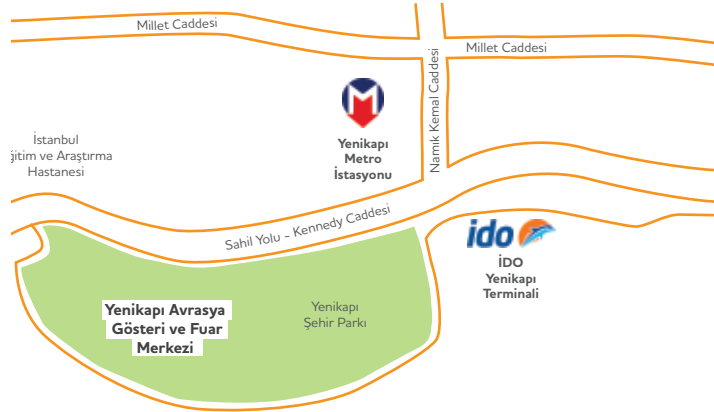 Millet Caddesi
Millet Caddesi
Namık Kemal Caddesi
M
Yenikapı
Metro
İstasyonu
İstanbul
ğitim ve Araştırma
Hastanesi
Sahil Yolu - Kennedy Caddesi
ido
İDO
Yenikapı
Terminali
Yenikapı Avrasya
Gösteri ve Fuar
Merkezi
Yenikapı
Şehir Parkı